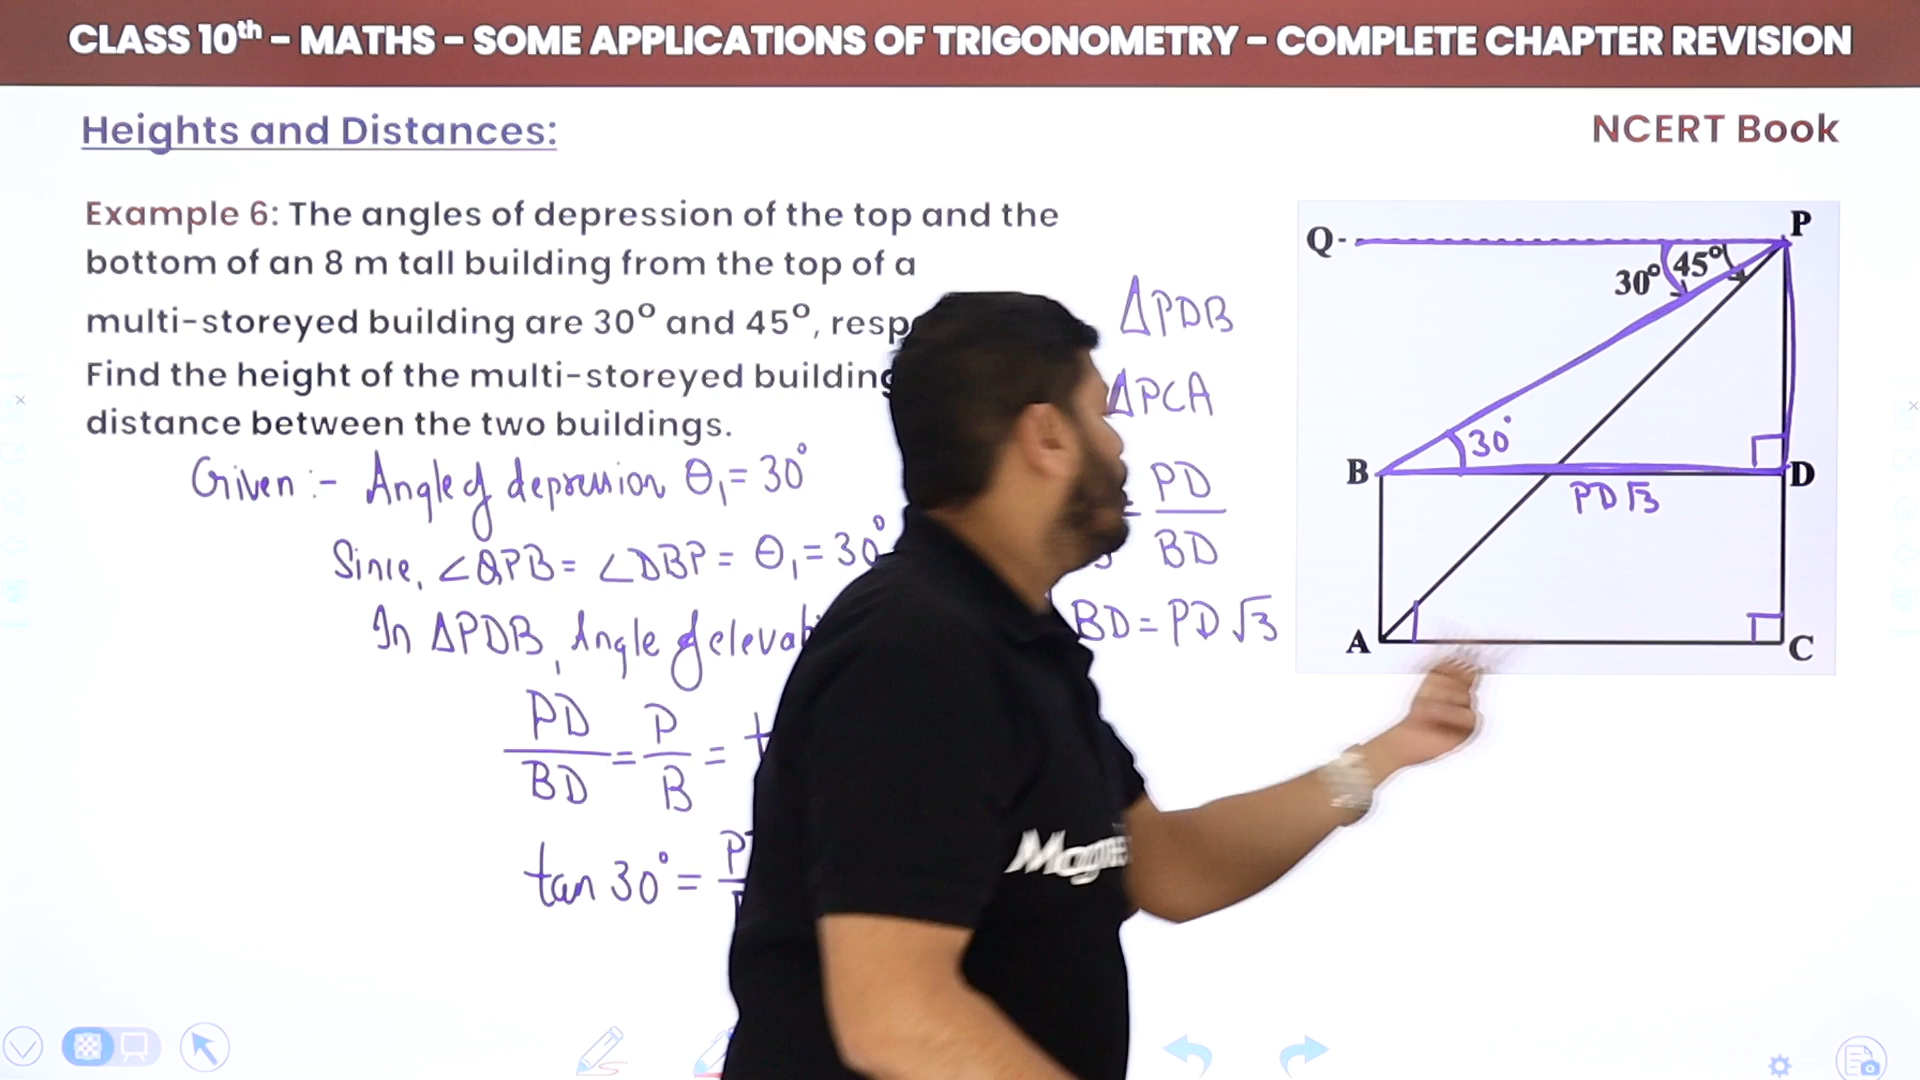 CLASS 10th – MATHS – SOME APPLICATIONS OF TRIGONOMETRY – COMPLETE CHAPTER REVISION
Heights and Distances:
NCERT Book
Example 6: The angles of depression of the top and the
bottom of an 8 m tall building from the top of a
multi-storeyed building are 30° and 45°,
Find the height of the multi-storeyed building
distance between the two buildings.
Given :- Angle of depression θ₁ = 30°
Since, ∠QPB = ∠DBP = θ₁ = 30°
In ΔPDB, Angle of
PD/BD = P/B =
tan 30° =
ΔPDB
ΔPCA
= PD/BD
BD = PD√3
Q
P
30° 45°
30°
B
D
PD√3
A
C